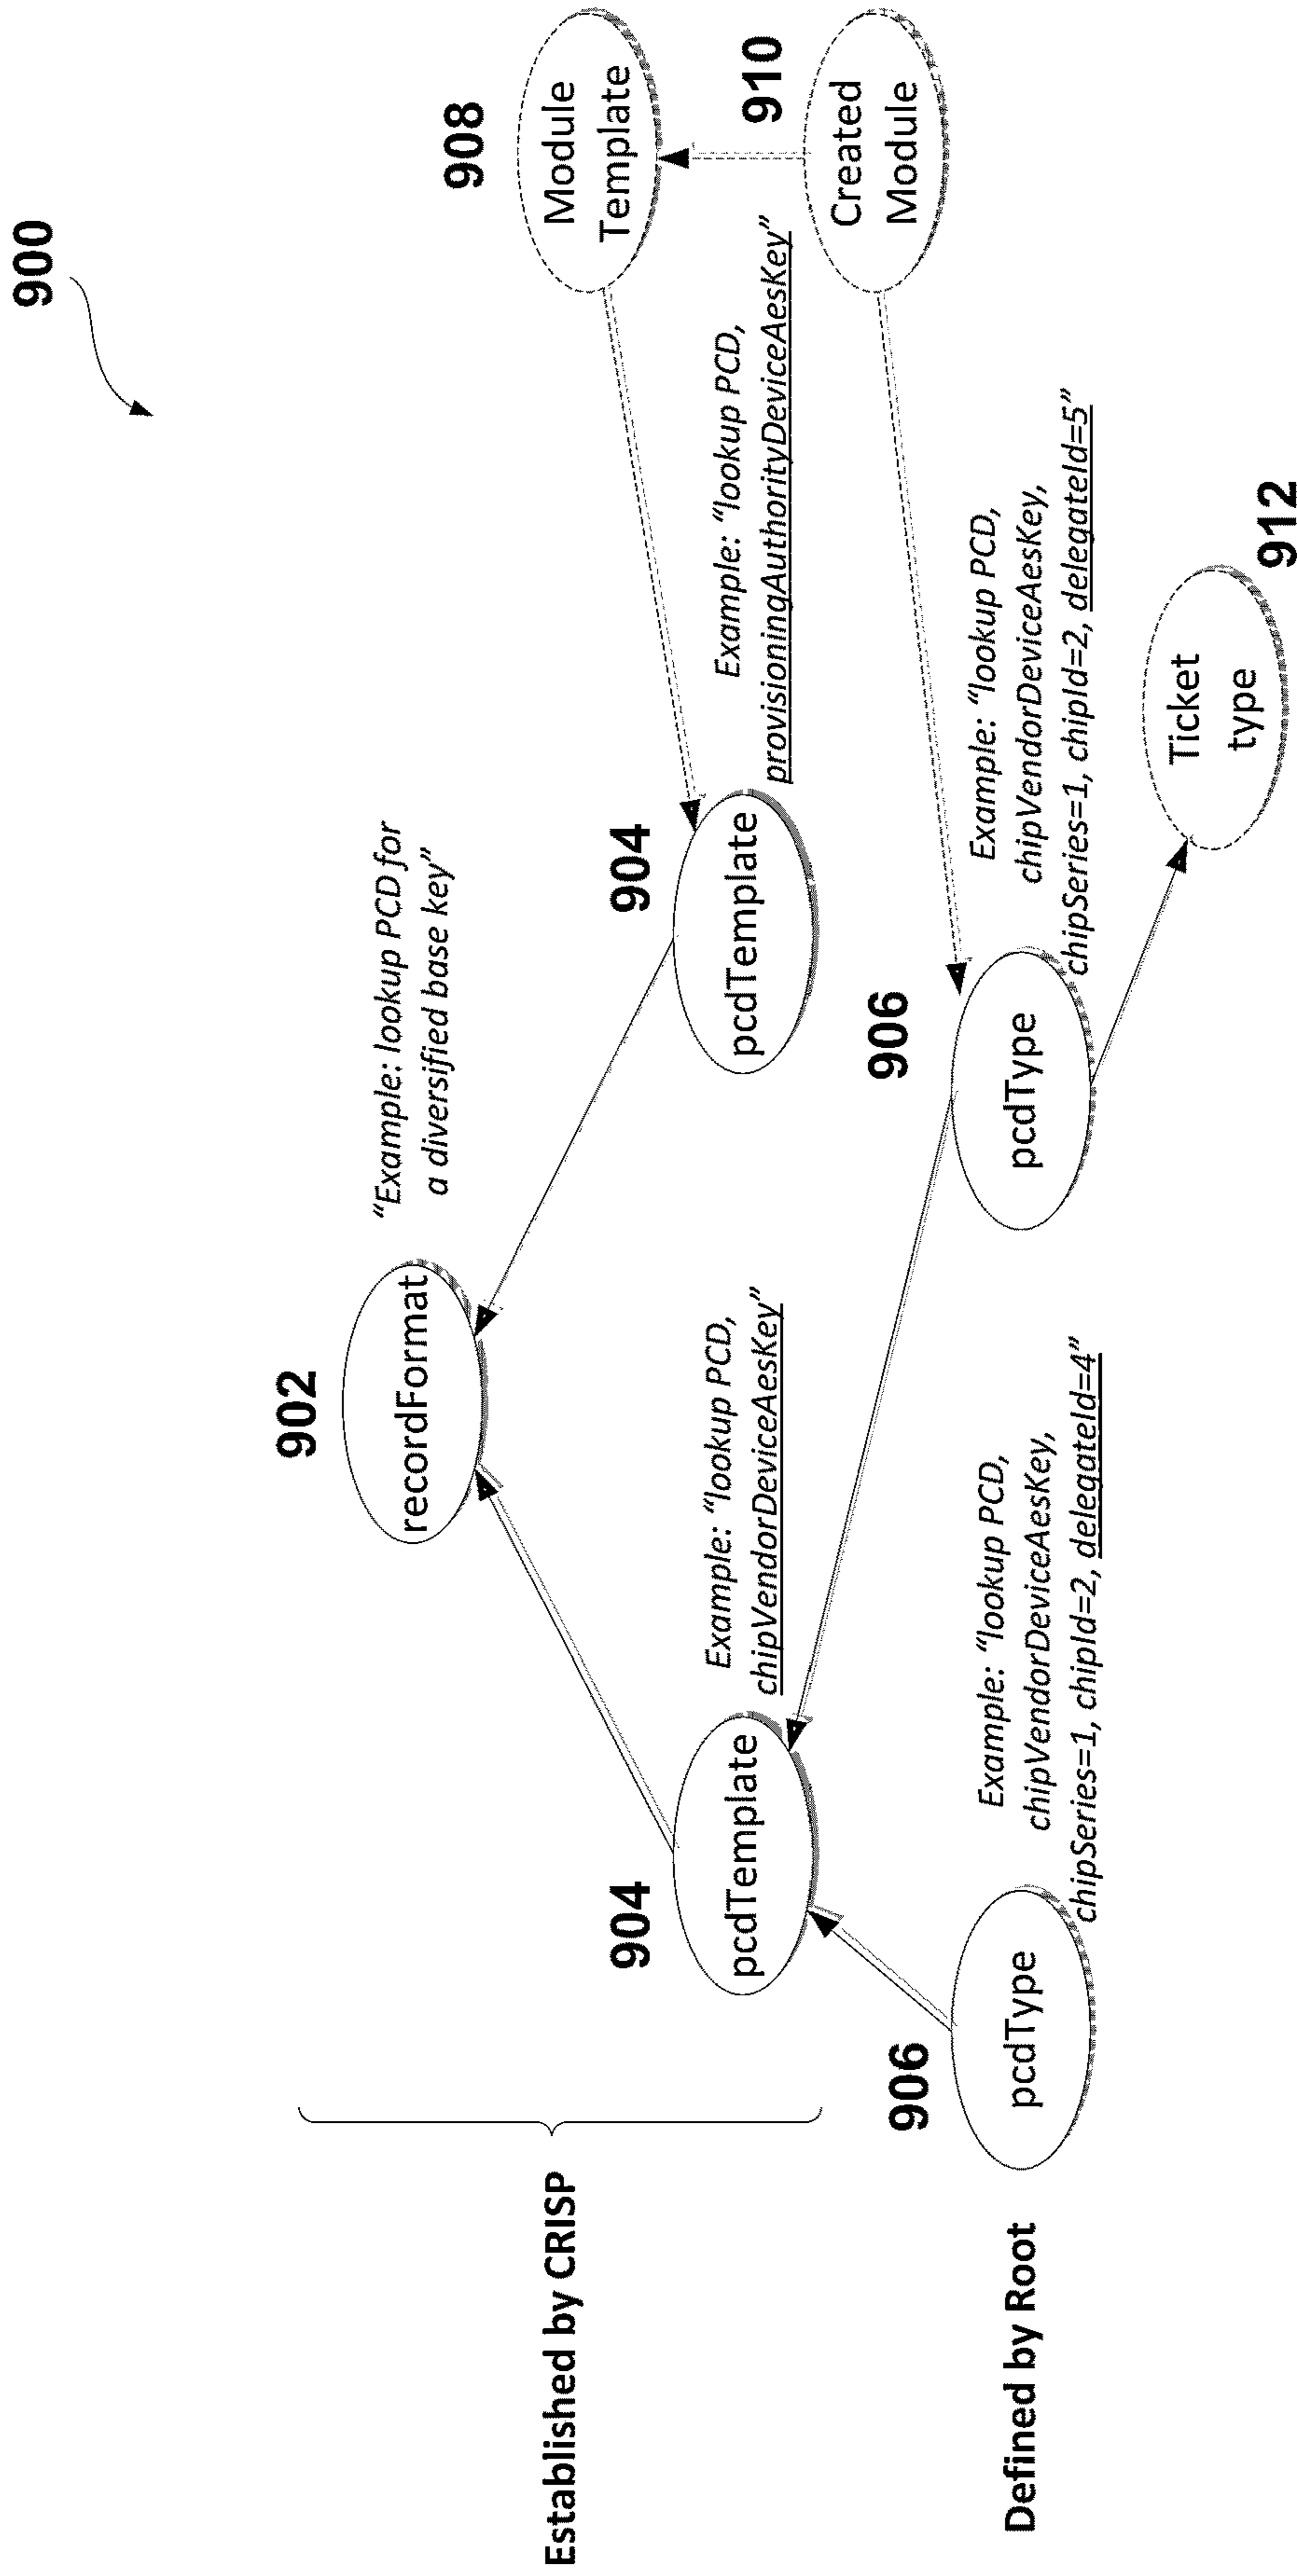 900
902
recordFormat
“Example: lookup PCD for
a diversified base key”
908
Module
Template
Established by CRISP
904
pcdTemplate
Example: “lookup PCD,
chipVendorDeviceAesKey”
904
pcdTemplate
Example: “lookup PCD,
provisioningAuthorityDeviceAesKey”
910
Created
Module
Defined by Root
906
pcdType
Example: “lookup PCD,
chipVendorDeviceAesKey,
chipSeries=1, chipId=2, delegateId=4”
906
pcdType
Example: “lookup PCD,
chipVendorDeviceAesKey,
chipSeries=1, chipId=2, delegateId=5”
Ticket
type
912